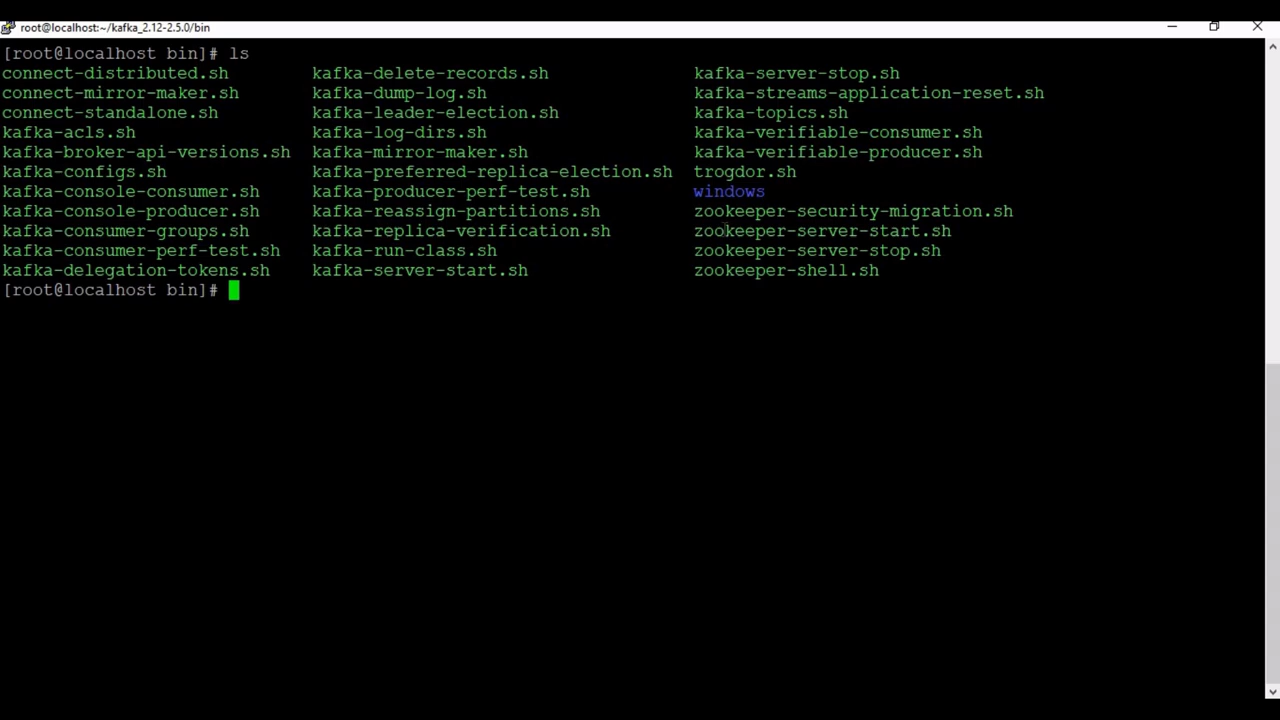 root@localhost:~/kafka_2.12-2.5.0/bin
[root@localhost bin]# ls
connect-distributed.sh kafka-delete-records.sh kafka-server-stop.sh
connect-mirror-maker.sh kafka-dump-log.sh kafka-streams-application-reset.sh
connect-standalone.sh kafka-leader-election.sh kafka-topics.sh
kafka-acls.sh kafka-log-dirs.sh kafka-verifiable-consumer.sh
kafka-broker-api-versions.sh kafka-mirror-maker.sh kafka-verifiable-producer.sh
kafka-configs.sh kafka-preferred-replica-election.sh trogdor.sh
kafka-console-consumer.sh kafka-producer-perf-test.sh windows
kafka-console-producer.sh kafka-reassign-partitions.sh zookeeper-security-migration.sh
kafka-consumer-groups.sh kafka-replica-verification.sh zookeeper-server-start.sh
kafka-consumer-perf-test.sh kafka-run-class.sh zookeeper-server-stop.sh
kafka-delegation-tokens.sh kafka-server-start.sh zookeeper-shell.sh
[root@localhost bin]#